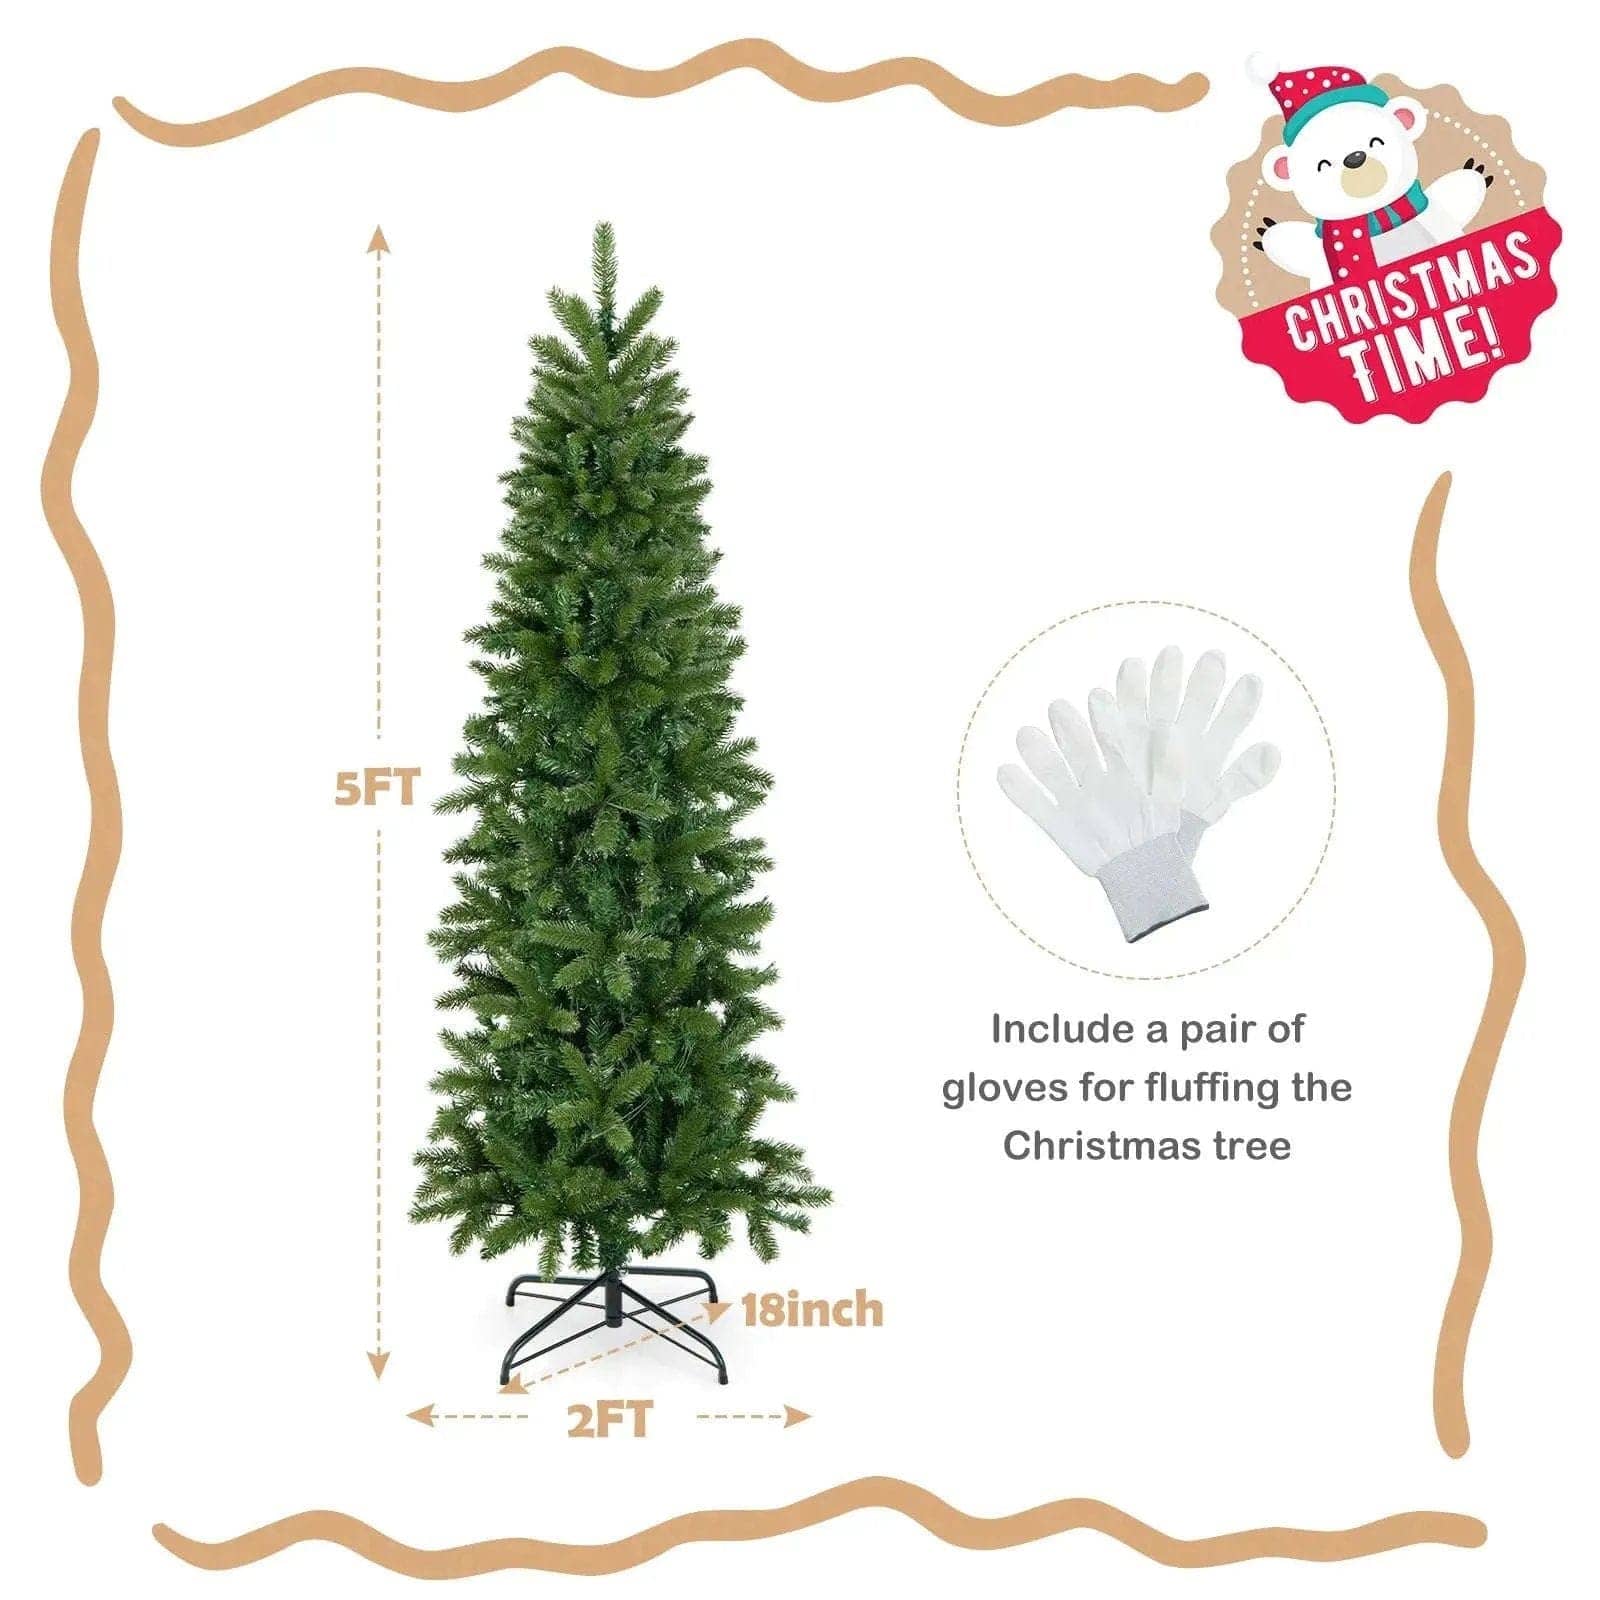 CHRISTMAS
TIME!
5FT
Include a pair of
gloves for fluffing the
Christmas tree
18inch
2FT